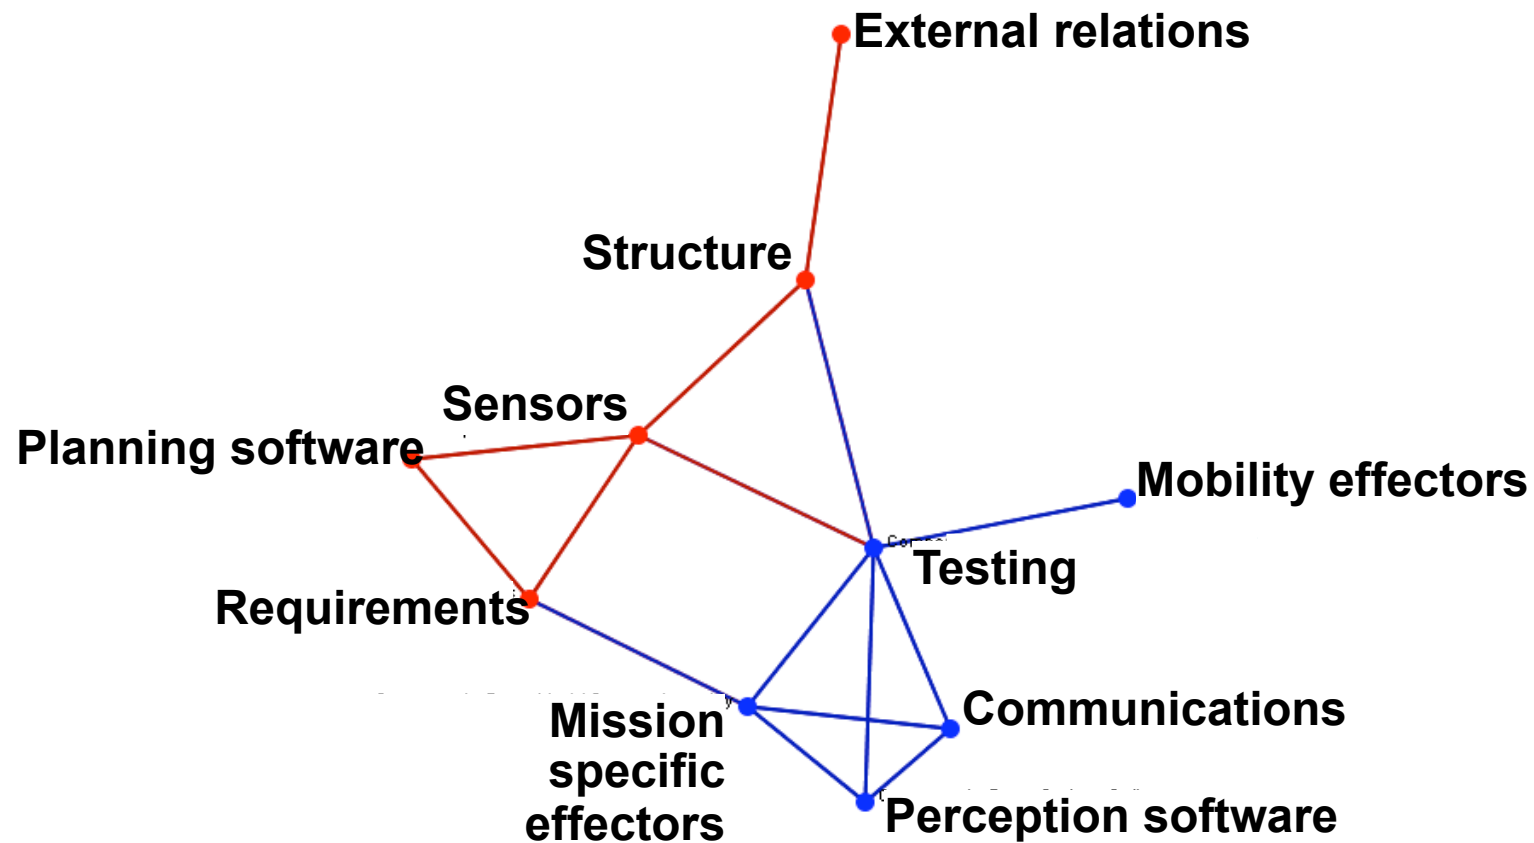 External relations
Structure
Sensors
Planning software
Mobility effectors
Testing
Requirements
Communications
Mission
specific
effectors
Perception software